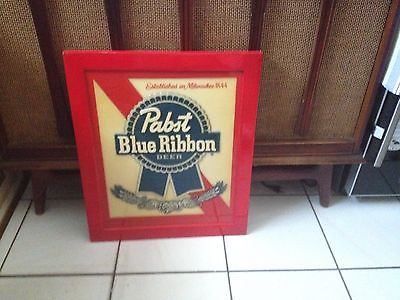 Established in Milwaukee 1844
Pabst
Blue Ribbon
BEER